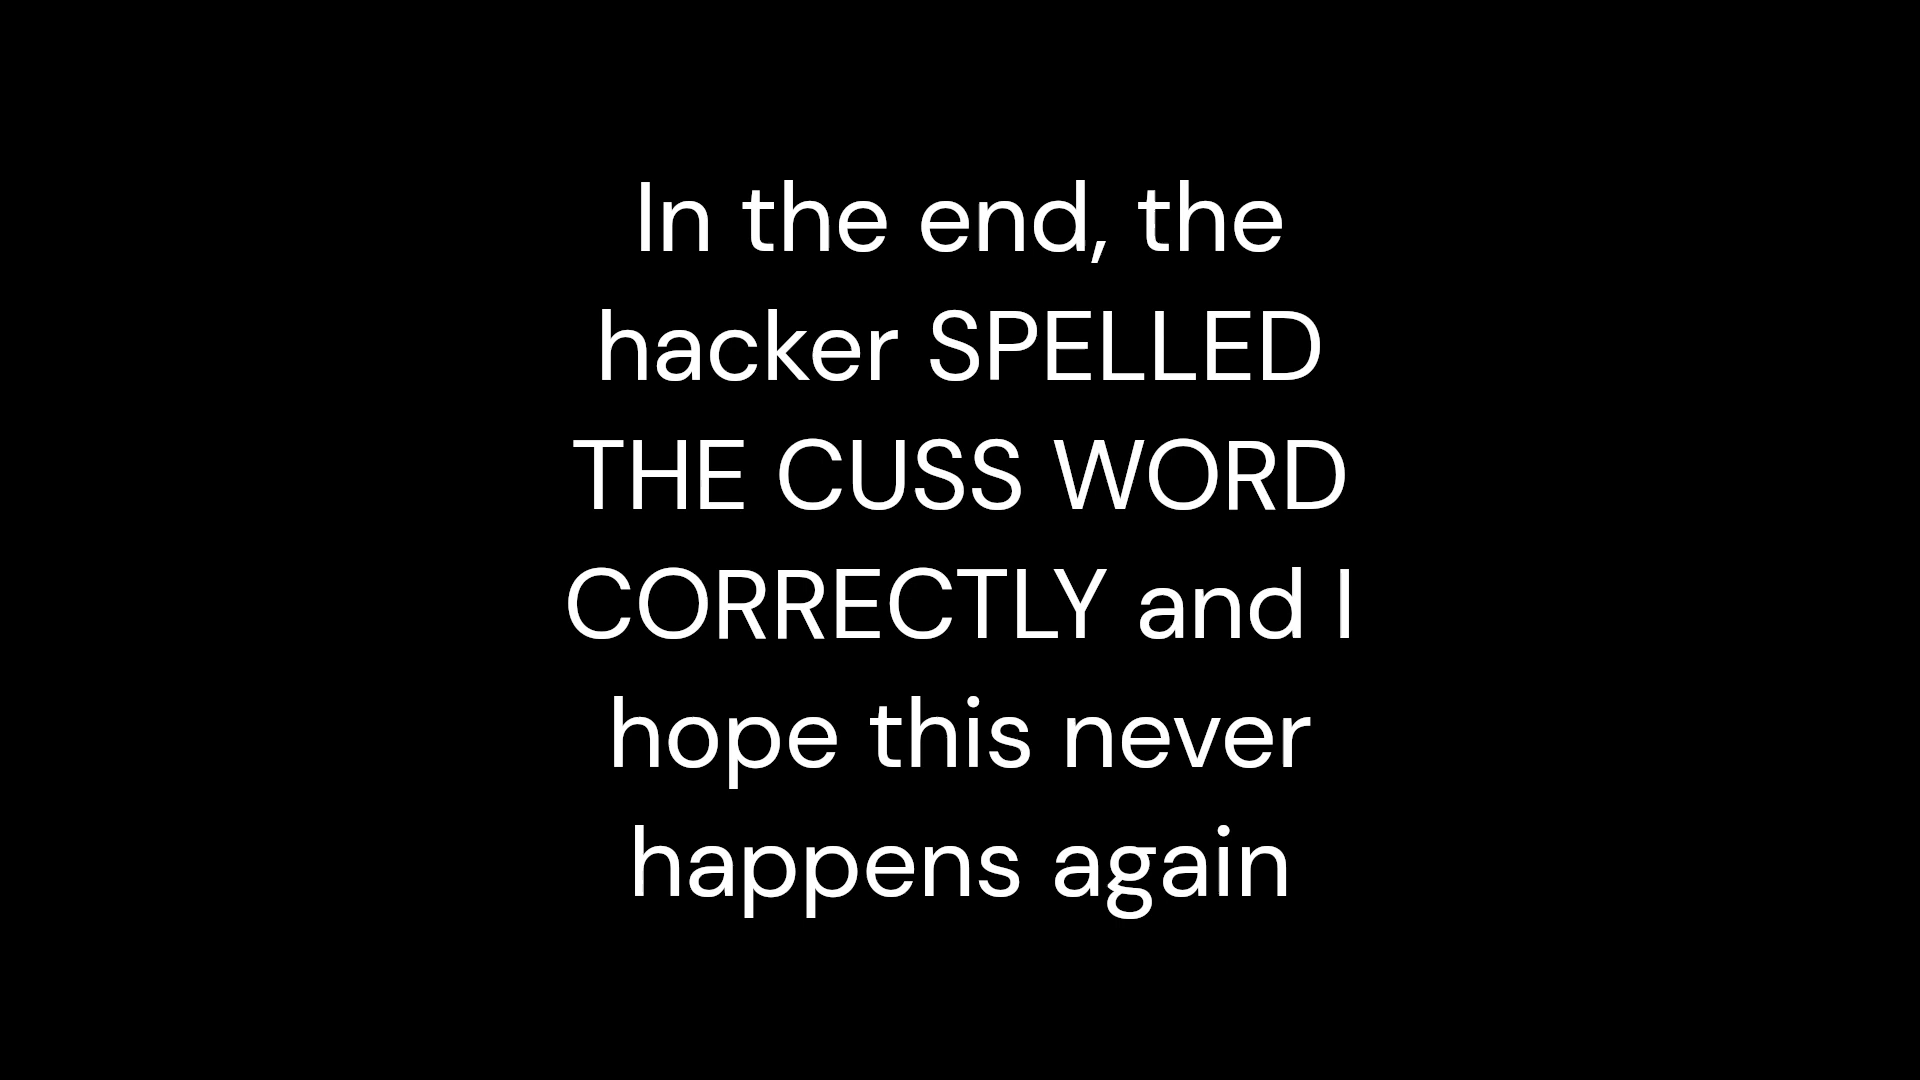 In the end, the
hacker SPELLED
THE CUSS WORD
CORRECTLY and I
hope this never
happens again